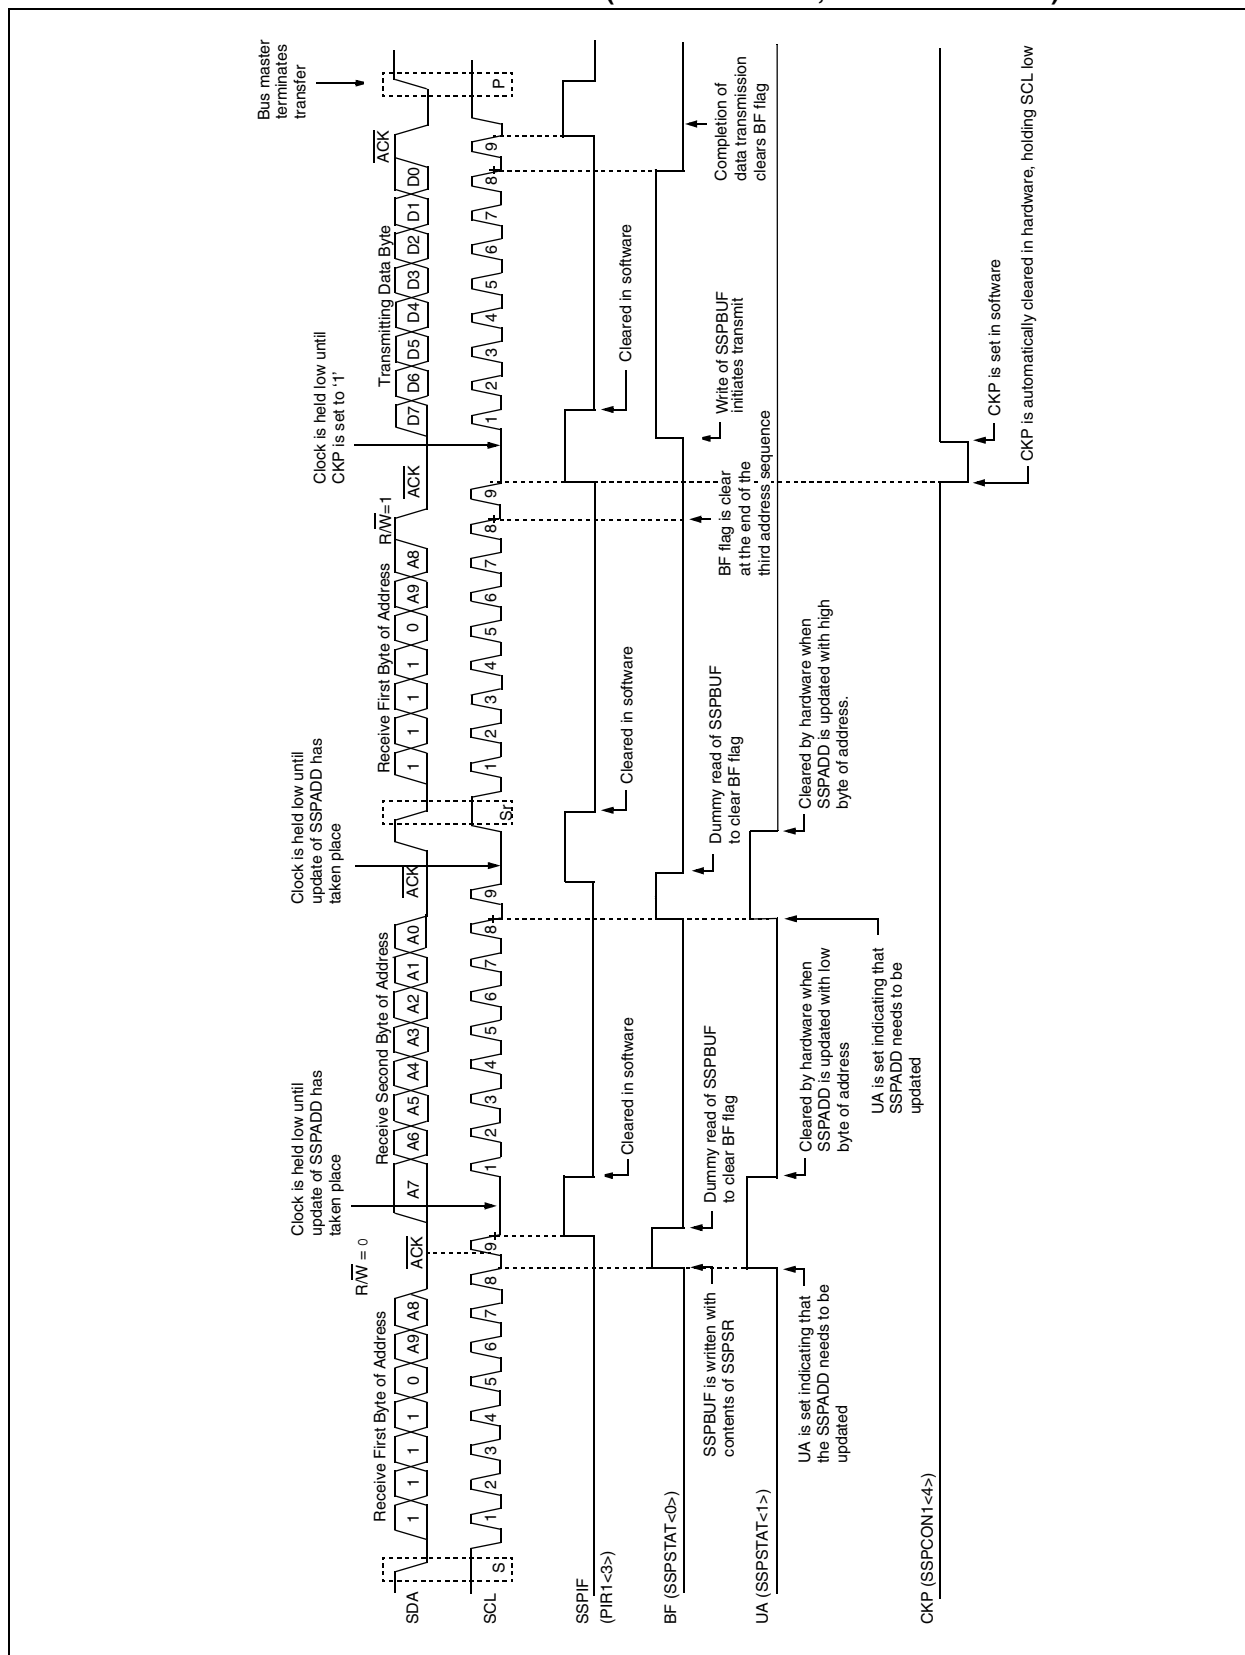 Bus master
terminates
transfer
Clock is held low until
CKP is set to ‘1’
Clock is held low until
update of SSPADD has
taken place
Clock is held low until
update of SSPADD has
taken place
R/W = 0
R/W=1
Receive First Byte of Address
ACK
Receive Second Byte of Address
ACK
Receive First Byte of Address
ACK
Transmitting Data Byte
ACK
SDA
1 1 1 1 0 A9 A8
A7 A6 A5 A4 A3 A2 A1 A0
1 1 1 1 0 A9 A8
D7 D6 D5 D4 D3 D2 D1 D0
SCL
S
1 2 3 4 5 6 7 8 9
1 2 3 4 5 6 7 8 9
Sr
1 2 3 4 5 6 7 8 9
1 2 3 4 5 6 7 8 9
P
SSPIF
(PIR1<3>)
Cleared in software
Cleared in software
Cleared in software
BF (SSPSTAT<0>)
SSPBUF is written with
contents of SSPSR
Dummy read of SSPBUF
to clear BF flag
Dummy read of SSPBUF
to clear BF flag
BF flag is clear
at the end of the
third address sequence
Write of SSPBUF
initiates transmit
Completion of
data transmission
clears BF flag
UA (SSPSTAT<1>)
UA is set indicating that
the SSPADD needs to be
updated
Cleared by hardware when
SSPADD is updated with low
byte of address
UA is set indicating that
SSPADD needs to be
updated
Cleared by hardware when
SSPADD is updated with high
byte of address.
CKP (SSPCON1<4>)
CKP is set in software
CKP is automatically cleared in hardware, holding SCL low